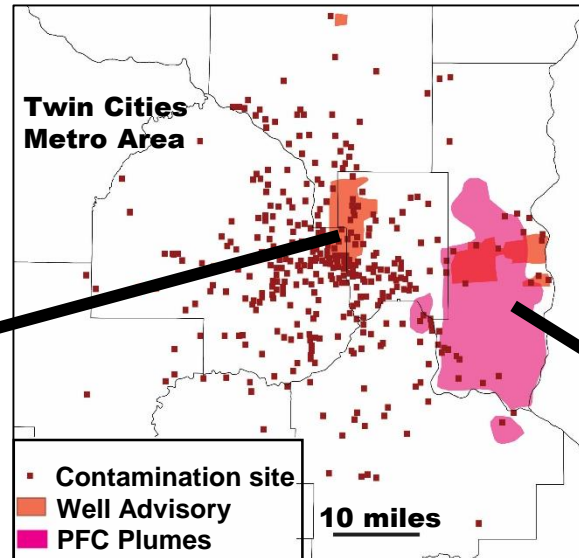 Twin Cities
Metro Area
Contamination site
Well Advisory
PFC Plumes
10 miles